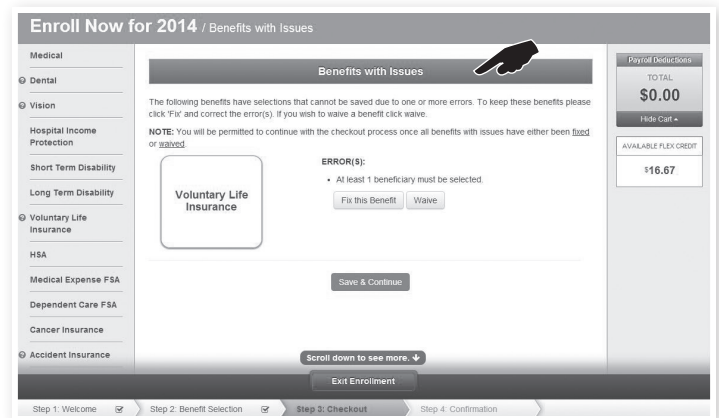 Enroll Now for 2014 / Benefits with Issues
Medical
Dental
Vision
Hospital Income
Protection
Short Term Disability
Long Term Disability
Voluntary Life
Insurance
HSA
Medical Expense FSA
Dependent Care FSA
Cancer Insurance
Accident Insurance
Benefits with Issues
The following benefits have selections that cannot be saved due to one or more errors. To keep these benefits please
click 'Fix' and correct the error(s). If you wish to waive a benefit click waive.
NOTE: You will be permitted to continue with the checkout process once all benefits with issues have either been fixed
or waived.
Voluntary Life
Insurance
ERROR(S):
• At least 1 beneficiary must be selected.
Fix this Benefit Waive
Save & Continue
Scroll down to see more.
Exit Enrollment
Payroll Deductions
TOTAL
$0.00
Hide Cart
AVAILABLE FLEX CREDIT
$16.67
Step 1: Welcome Step 2: Benefit Selection Step 3: Checkout Step 4: Confirmation